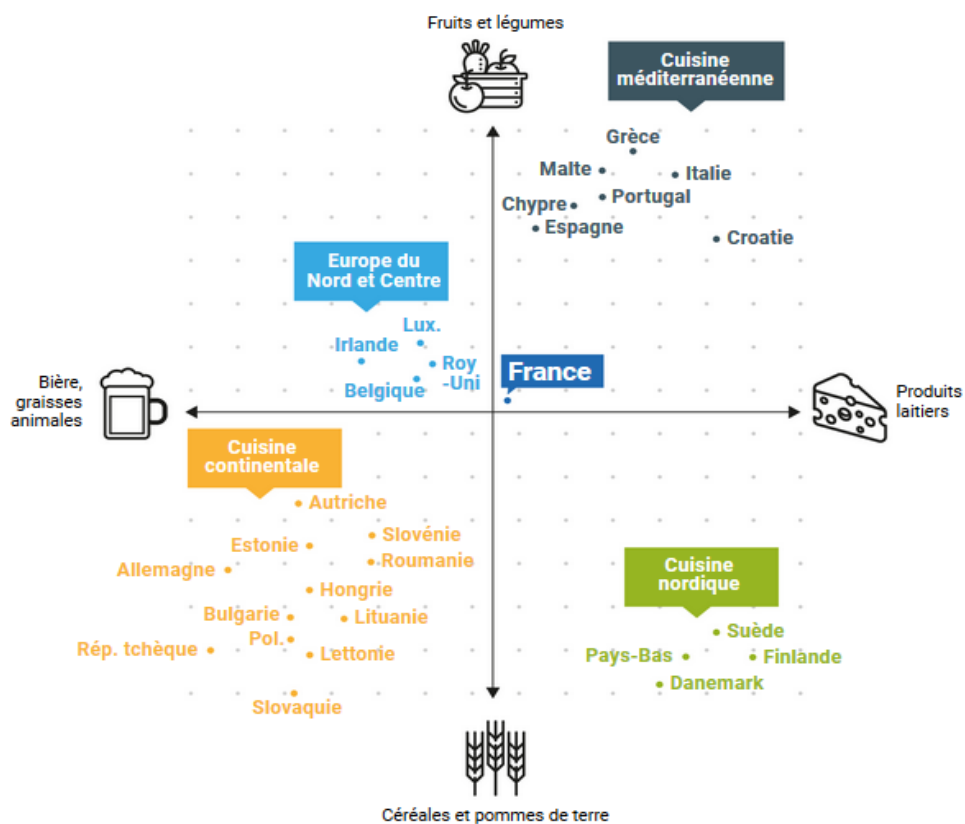 Fruits et légumes
Cuisine
méditerranéenne
Grèce
Malte
Italie
Portugal
Chypre
Espagne
Croatie
Europe du
Nord et Centre
Lux.
Irlande
Roy
-Uni
Belgique
France
Bière,
graisses
animales
Produits
laitiers
Cuisine
continentale
Autriche
Slovénie
Estonie
Roumanie
Allemagne
Hongrie
Bulgarie
Lituanie
Pol.
Rép. tchèque
Lettonie
Slovaquie
Cuisine
nordique
Suède
Pays-Bas
Finlande
Danemark
Céréales et pommes de terre